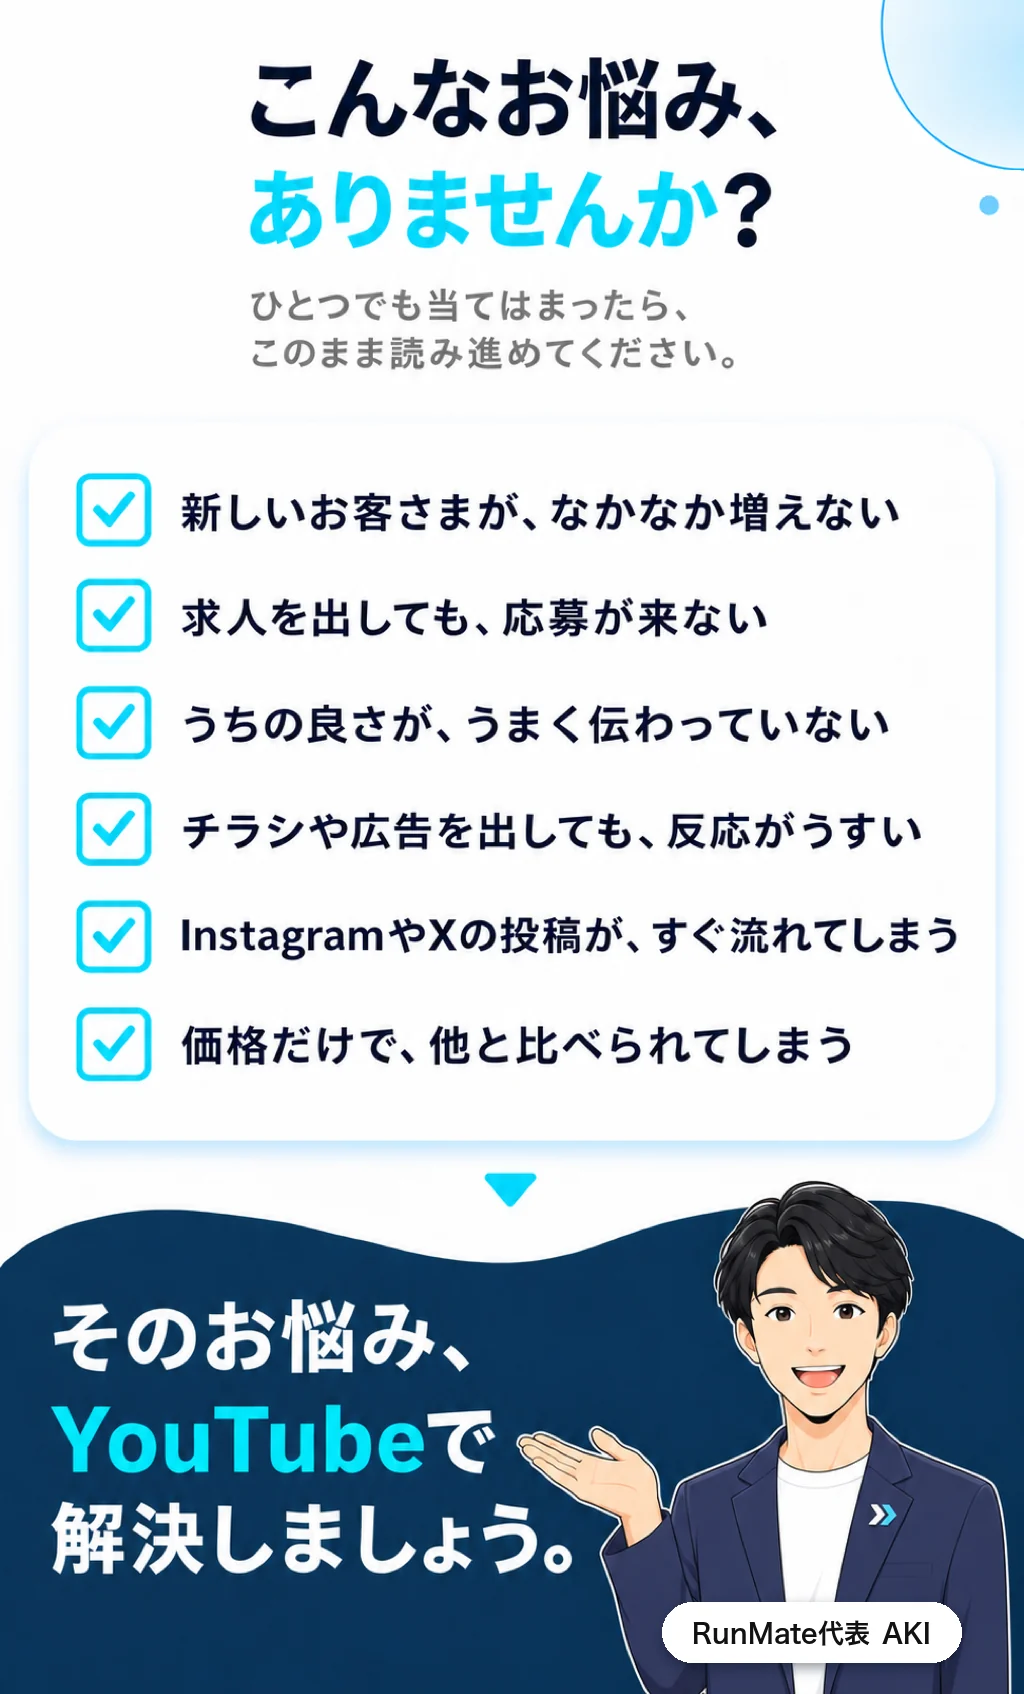 こんなお悩み、
ありませんか?
ひとつでも当てはまったら、
このまま読み進めてください。
新しいお客さまが、なかなか増えない
求人を出しても、応募が来ない
うちの良さが、うまく伝わっていない
チラシや広告を出しても、反応がうすい
InstagramやXの投稿が、すぐ流れてしまう
価格だけで、他と比べられてしまう
そのお悩み、
YouTubeで
解決しましょう。
RunMate代表 AKI